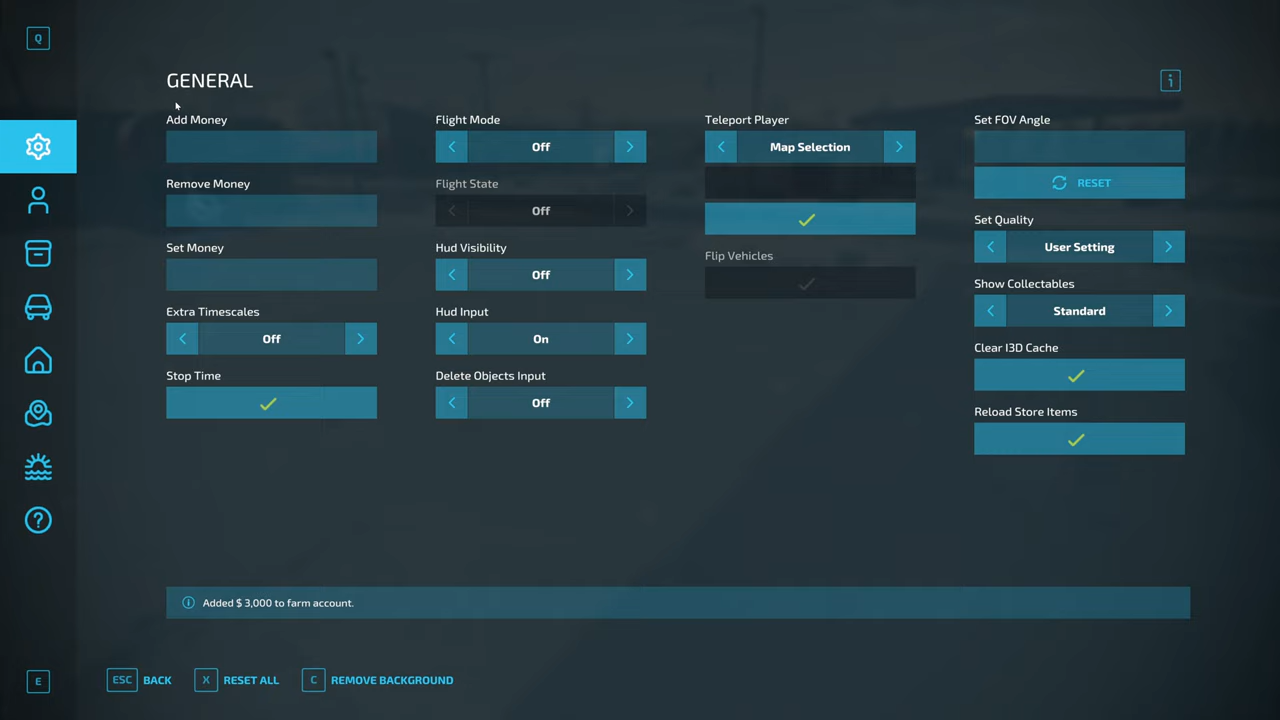 Q
GENERAL
i
Add Money
Remove Money
Set Money
Extra Timescales
Off
Stop Time
Flight Mode
Off
Flight State
Off
Hud Visibility
Off
Hud Input
On
Delete Objects Input
Off
Teleport Player
Map Selection
Flip Vehicles
Set FOV Angle
RESET
Set Quality
User Setting
Show Collectables
Standard
Clear I3D Cache
Reload Store Items
?
i Added $ 3,000 to farm account.
E
ESC BACK X RESET ALL C REMOVE BACKGROUND